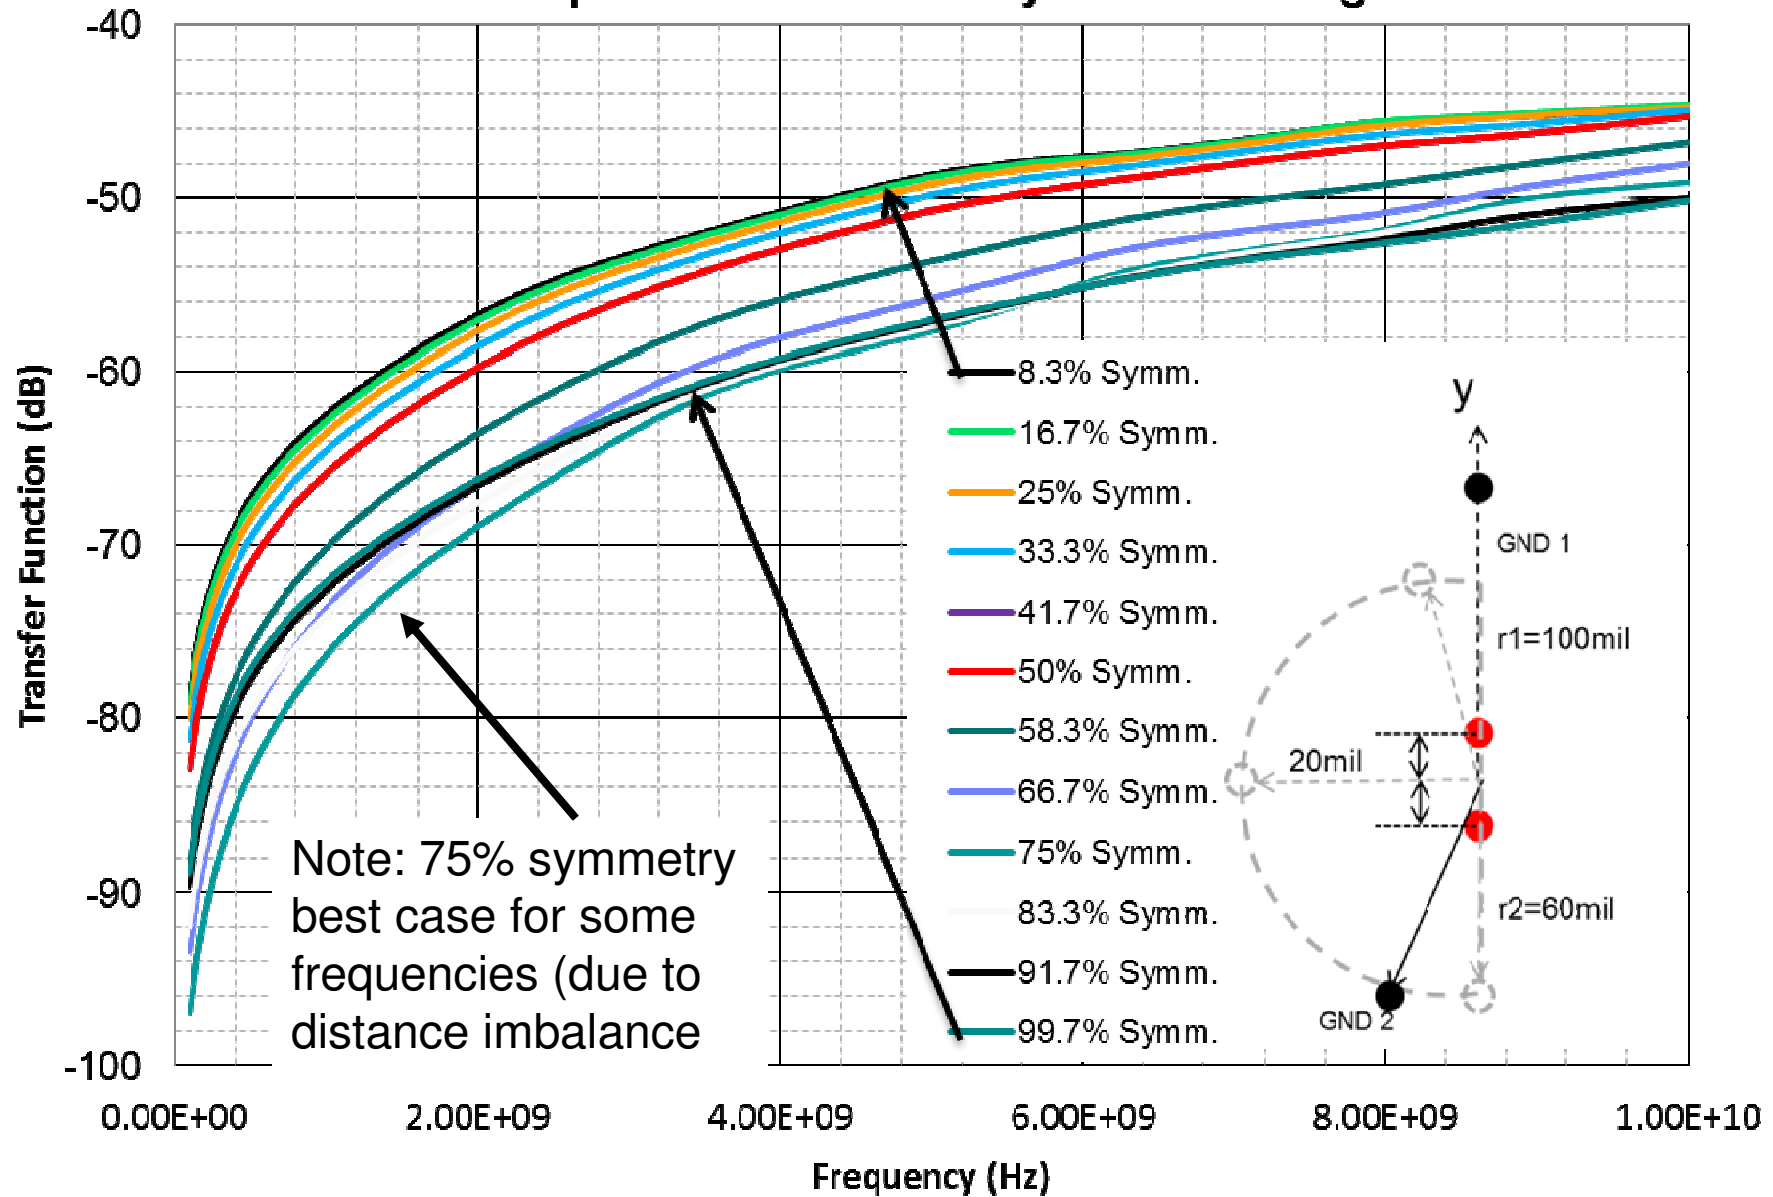 -40
-50
-60
-70
-80
-90
-100
Transfer Function (dB)
0.00E+00
2.00E+09
4.00E+09
6.00E+09
8.00E+09
1.00E+10
Frequency (Hz)
Note: 75% symmetry
best case for some
frequencies (due to
distance imbalance
8.3% Symm.
16.7% Symm.
25% Symm.
33.3% Symm.
41.7% Symm.
50% Symm.
58.3% Symm.
66.7% Symm.
75% Symm.
83.3% Symm.
91.7% Symm.
99.7% Symm.
y
GND 1
r1=100mil
20mil
r2=60mil
GND 2